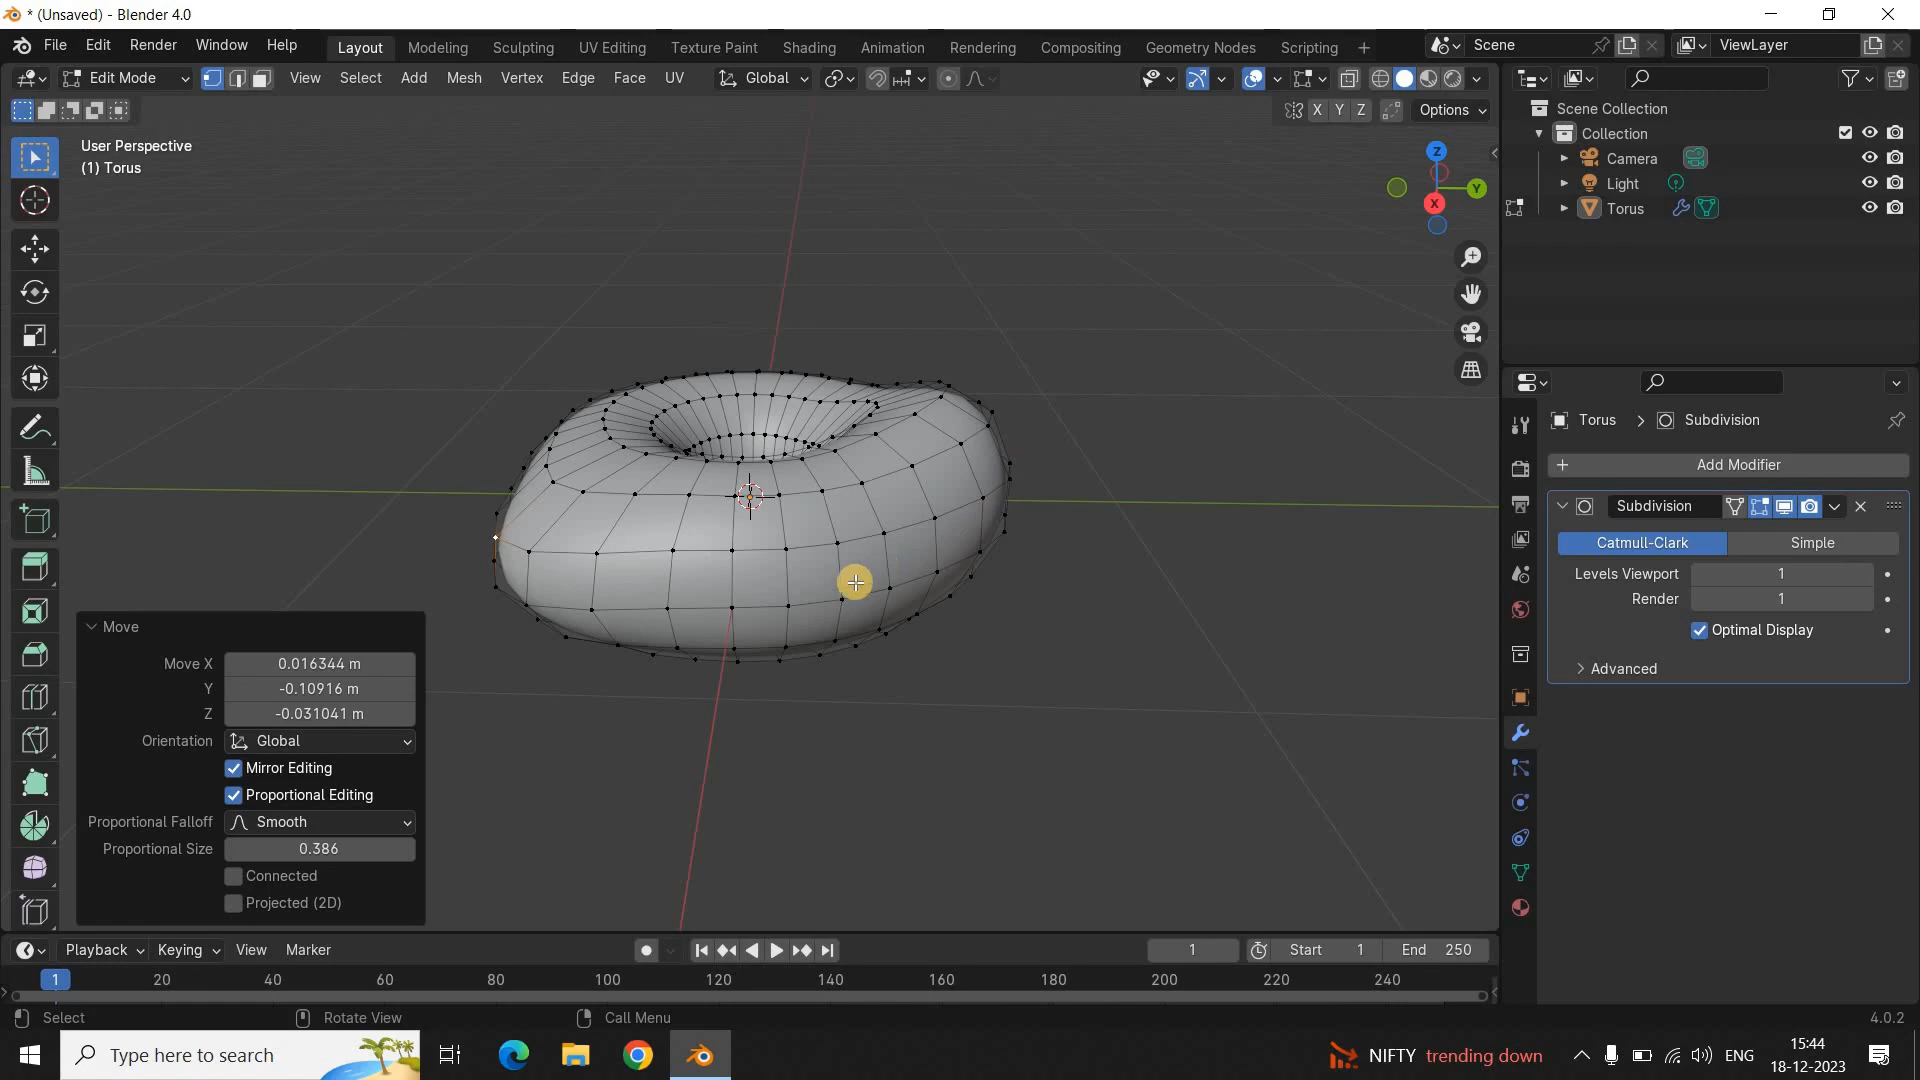 * (Unsaved) - Blender 4.0
File Edit Render Window Help Layout Modeling Sculpting UV Editing Texture Paint Shading Animation Rendering Compositing Geometry Nodes Scripting + Scene ViewLayer
Edit Mode View Select Add Mesh Vertex Edge Face UV Global
X Y Z Options
User Perspective
(1) Torus
Z
Y
X
Scene Collection
Collection
Camera
Light
Torus
Torus > Subdivision
+ Add Modifier
Subdivision
Catmull-Clark Simple
Levels Viewport 1
Render 1
Optimal Display
> Advanced
Move
Move X 0.016344 m
Y -0.10916 m
Z -0.031041 m
Orientation Global
Mirror Editing
Proportional Editing
Proportional Falloff Smooth
Proportional Size 0.386
Connected
Projected (2D)
Playback Keying View Marker 1 Start 1 End 250
1 20 40 60 80 100 120 140 160 180 200 220 240
Select Rotate View Call Menu 4.0.2
Type here to search NIFTY trending down ENG 15:44
18-12-2023